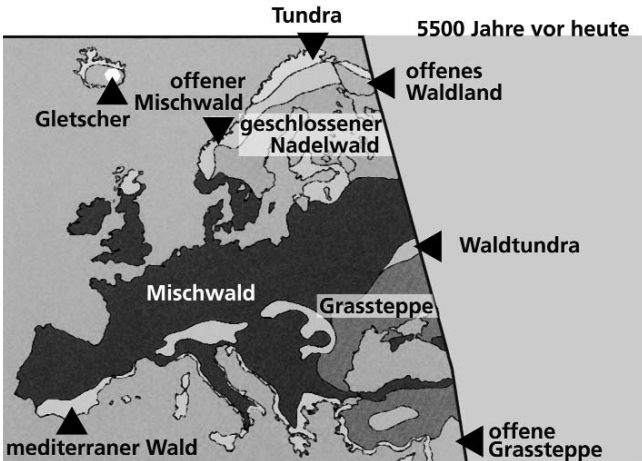 Tundra
5500 Jahre vor heute
offener
Mischwald
offenes
Waldland
Gletscher
geschlossener
Nadelwald
Waldtundra
Mischwald
Grassteppe
mediterraner Wald
offene
Grassteppe